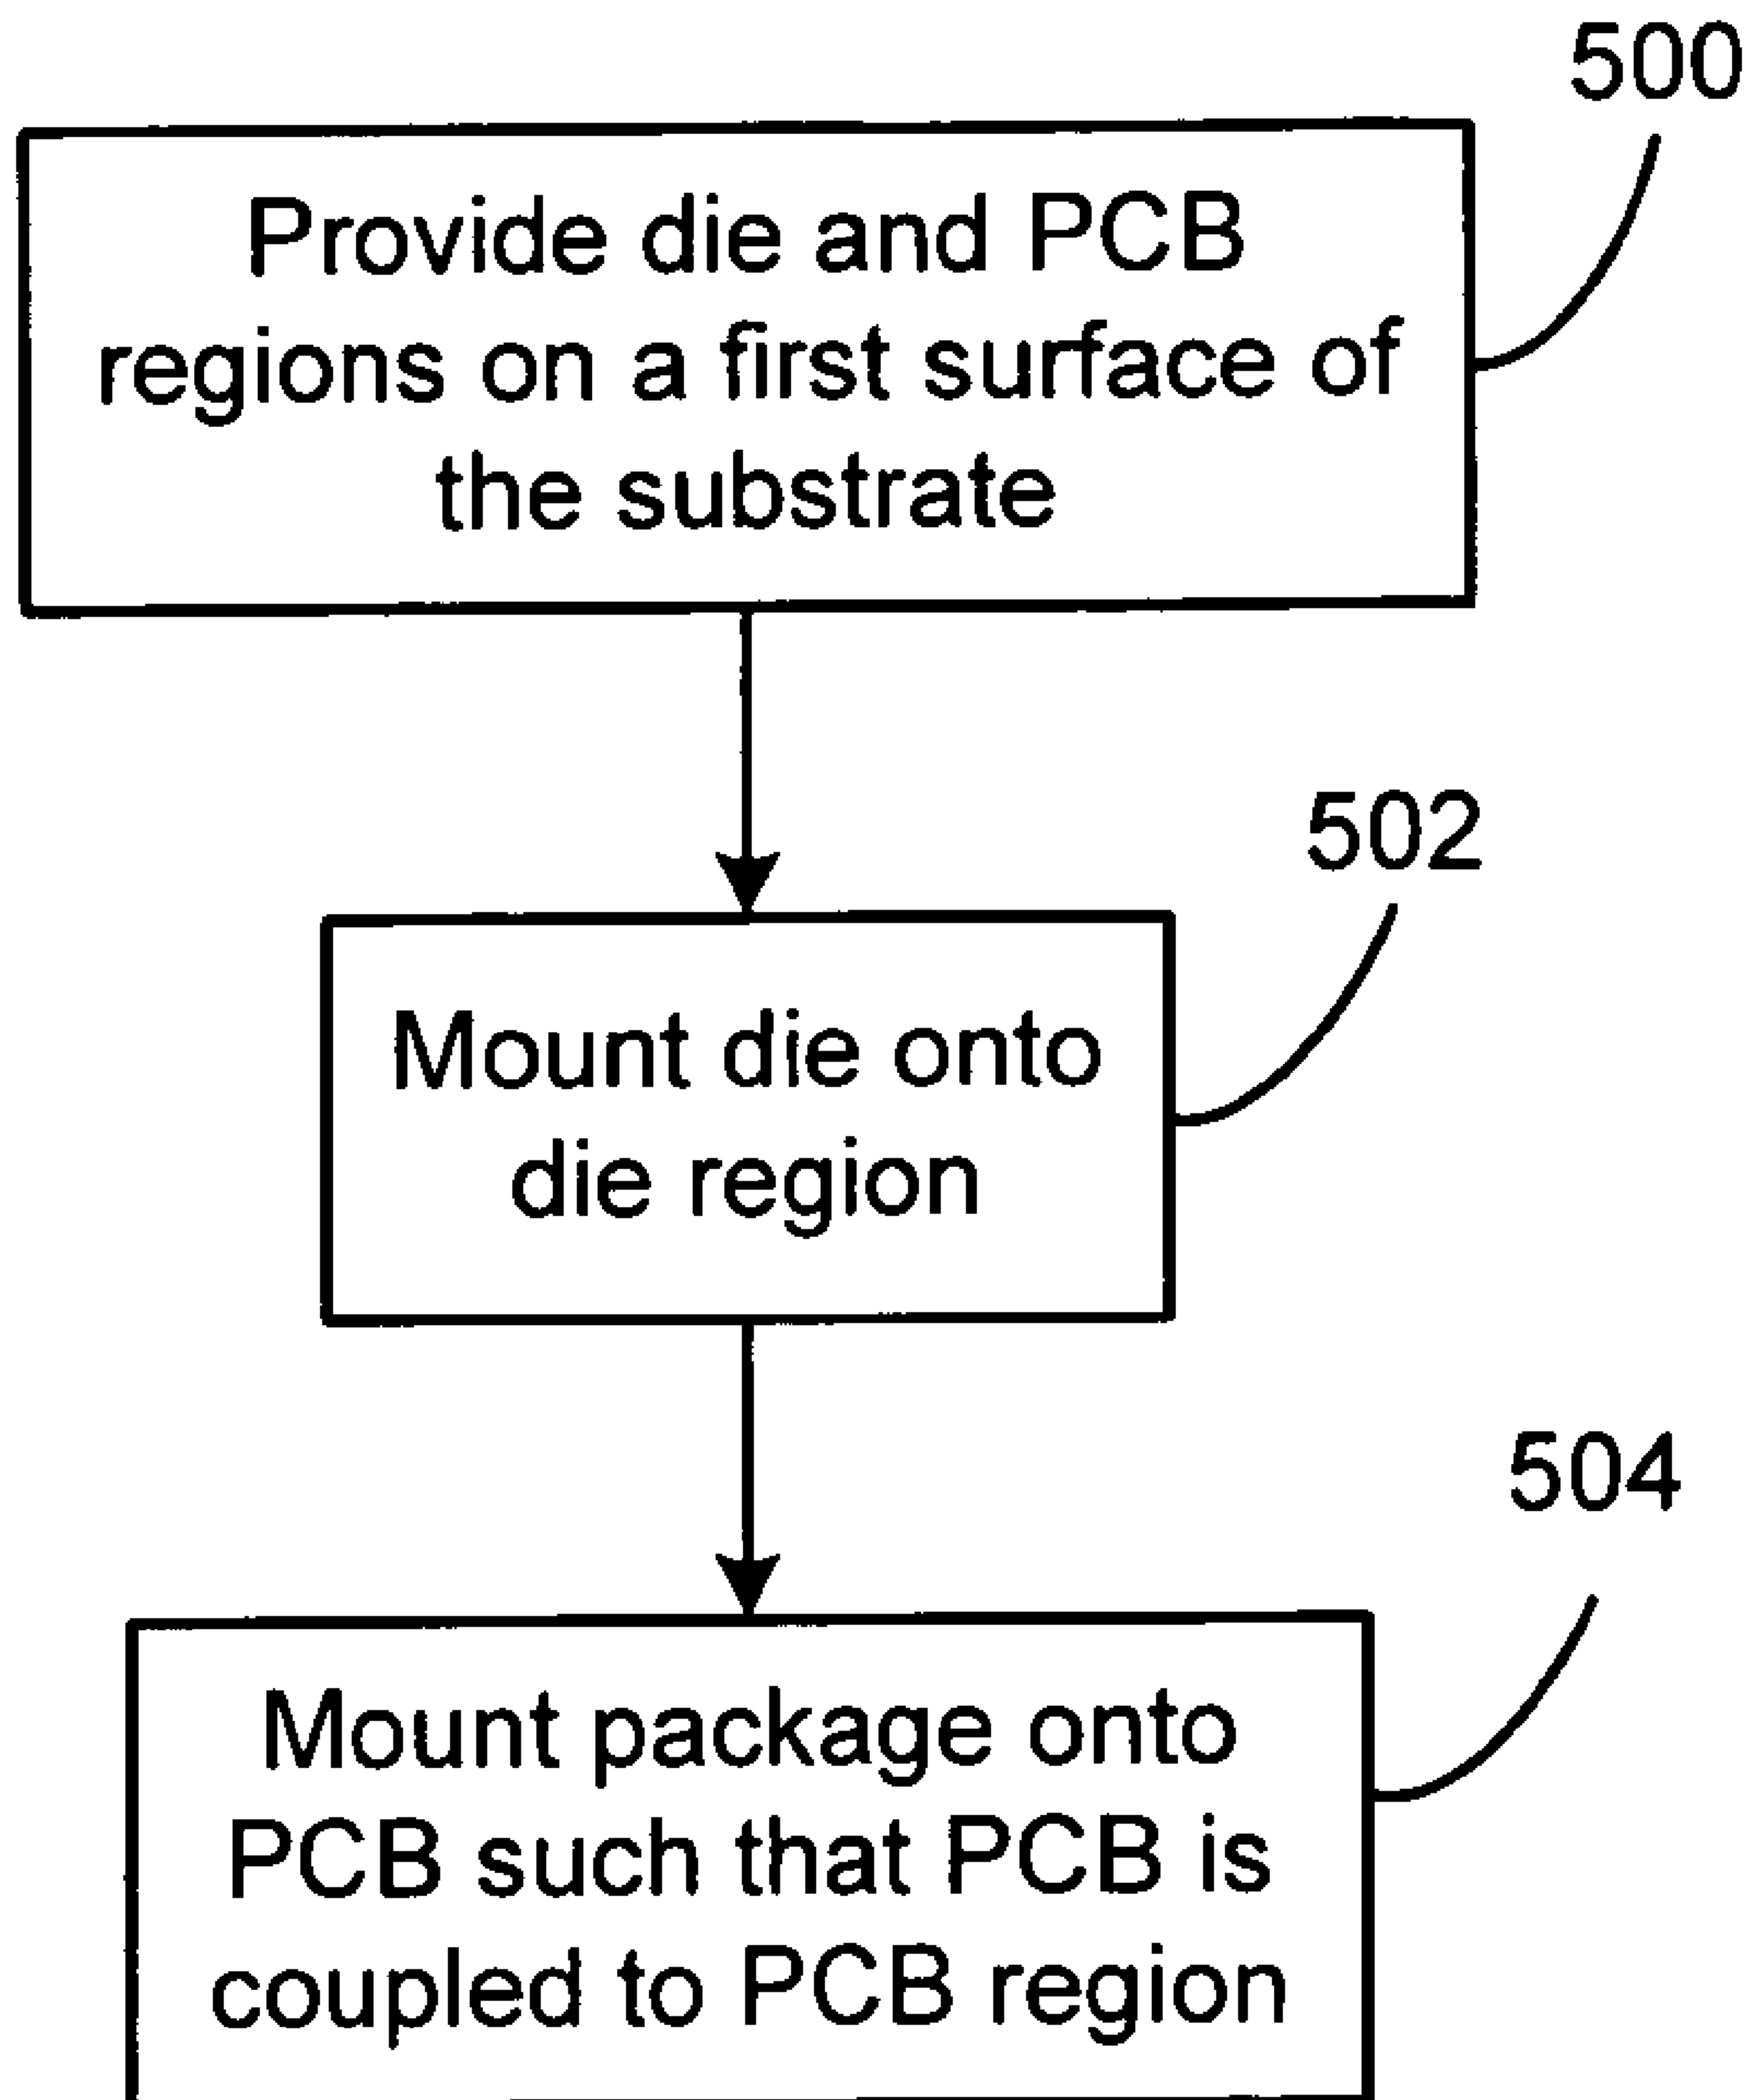 500
Provide die and PCB
regions on a first surface of
the substrate
502
Mount die onto
die region
504
Mount package onto
PCB such that PCB is
coupled to PCB region